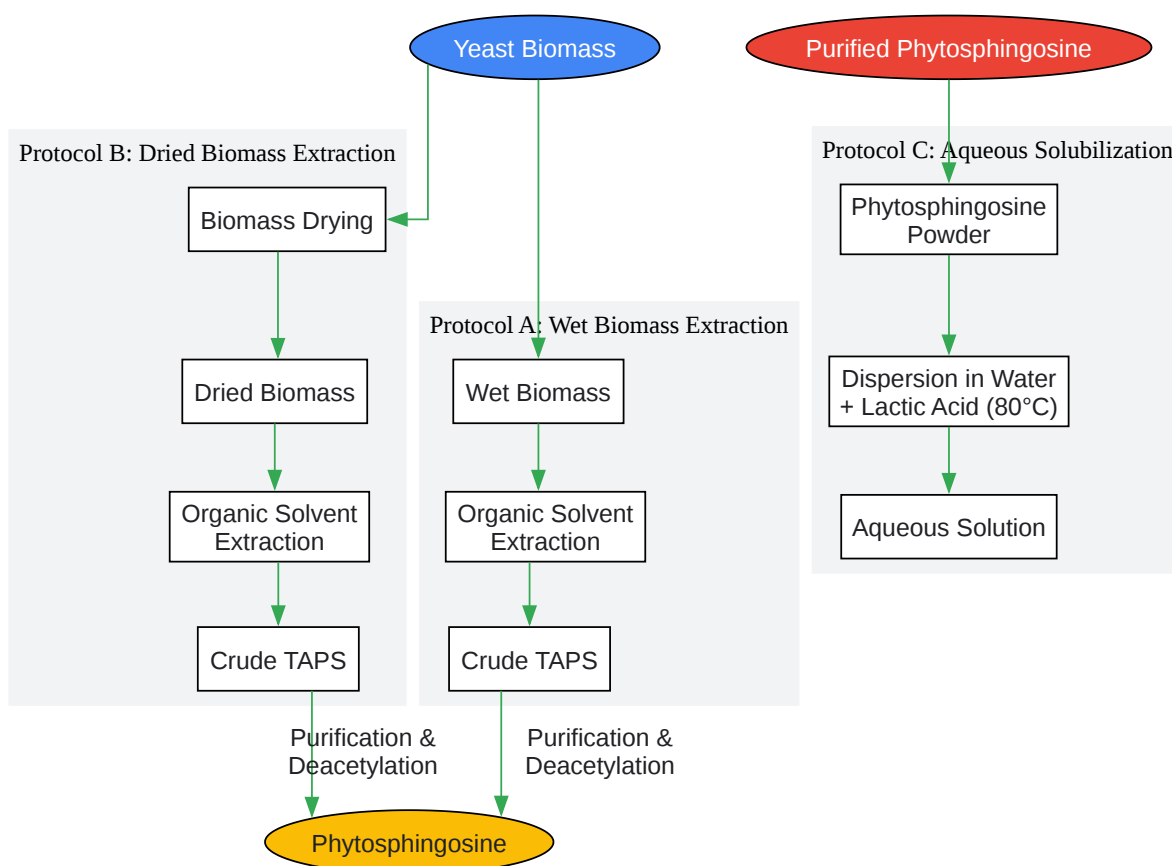 Yeast Biomass
Purified Phytosphingosine
Protocol B: Dried Biomass Extraction
Biomass Drying
Dried Biomass
Organic Solvent
Extraction
Crude TAPS
Purification &
Deacetylation
Protocol A: Wet Biomass Extraction
Wet Biomass
Organic Solvent
Extraction
Crude TAPS
Purification &
Deacetylation
Phytosphingosine
Protocol C: Aqueous Solubilization
Phytosphingosine
Powder
Dispersion in Water
+ Lactic Acid (80°C)
Aqueous Solution